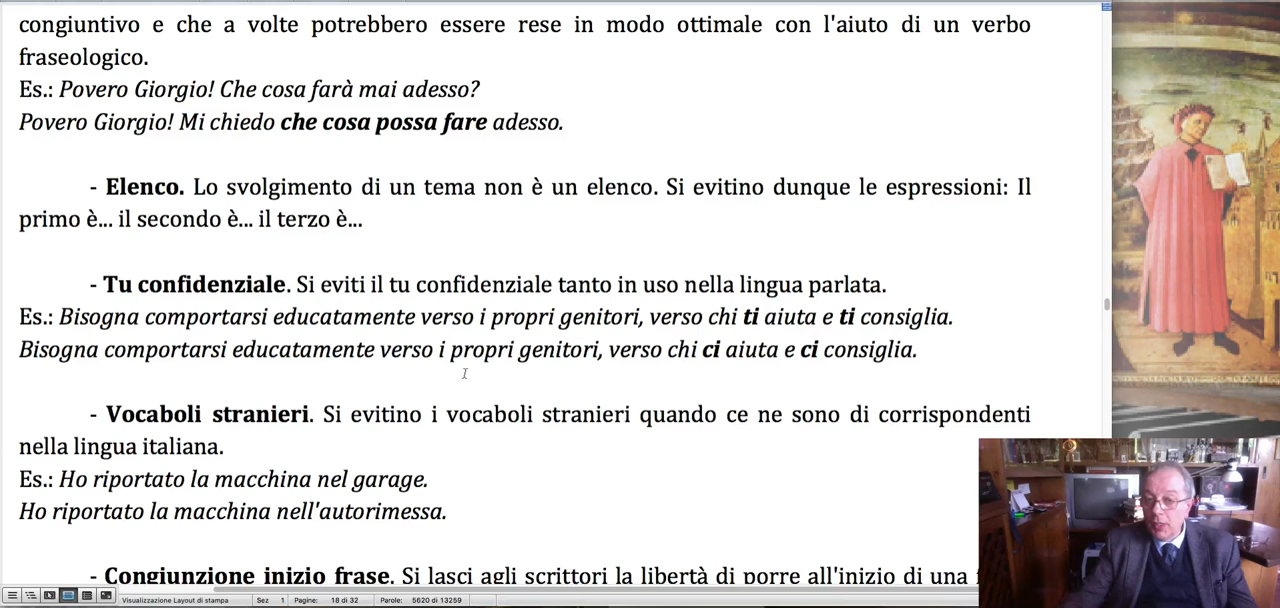 congiuntivo e che a volte potrebbero essere rese in modo ottimale con l'aiuto di un verbo
fraseologico.
Es.: Povero Giorgio! Che cosa farà mai adesso?
Povero Giorgio! Mi chiedo che cosa possa fare adesso.
- Elenco. Lo svolgimento di un tema non è un elenco. Si evitino dunque le espressioni: Il
primo è... il secondo è... il terzo è...
- Tu confidenziale. Si eviti il tu confidenziale tanto in uso nella lingua parlata.
Es.: Bisogna comportarsi educatamente verso i propri genitori, verso chi ti aiuta e ti consiglia.
Bisogna comportarsi educatamente verso i propri genitori, verso chi ci aiuta e ci consiglia.
- Vocaboli stranieri. Si evitino i vocaboli stranieri quando ce ne sono di corrispondenti
nella lingua italiana.
Es.: Ho riportato la macchina nel garage.
Ho riportato la macchina nell'autorimessa.
- Congiunzione inizio frase. Si lasci agli scrittori la libertà di porre all'inizio di una
Visualizzazione Layout di stampa Sez 1 Pagine: 18 di 32 Parole: 5620 di 13259